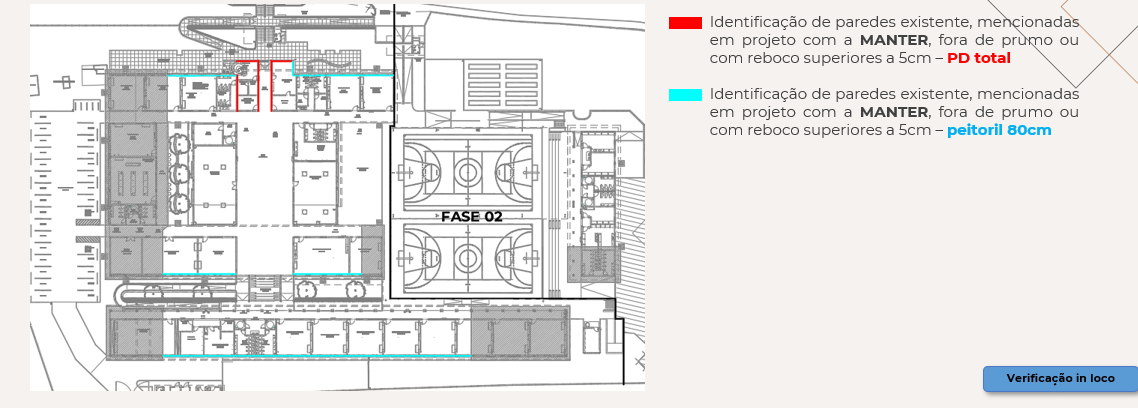 Identificação de paredes existente, mencionadas
em projeto com a MANTER, fora de prumo ou
com reboco superiores a 5cm – PD total
Identificação de paredes existente, mencionadas
em projeto com a MANTER, fora de prumo ou
com reboco superiores a 5cm – peitoril 80cm
FASE 02
Verificação in loco